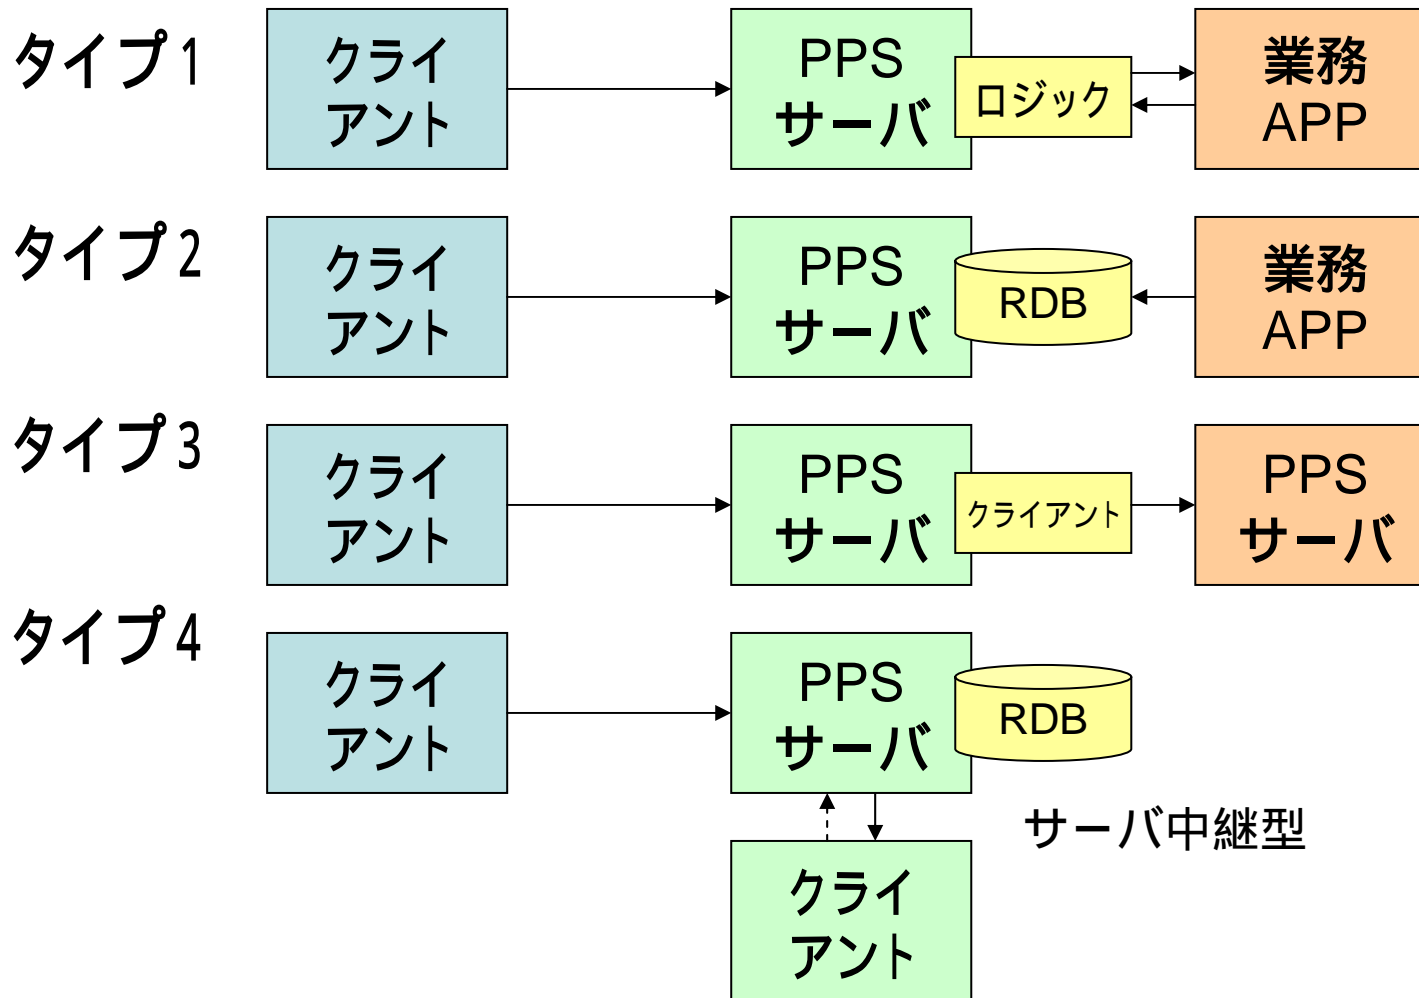 タイプ1
クライ
アント
PPS
サーバ
ロジック
業務
APP
タイプ2
クライ
アント
PPS
サーバ
RDB
業務
APP
タイプ3
クライ
アント
PPS
サーバ
クライアント
PPS
サーバ
タイプ4
クライ
アント
PPS
サーバ
RDB
サーバ中継型
クライ
アント